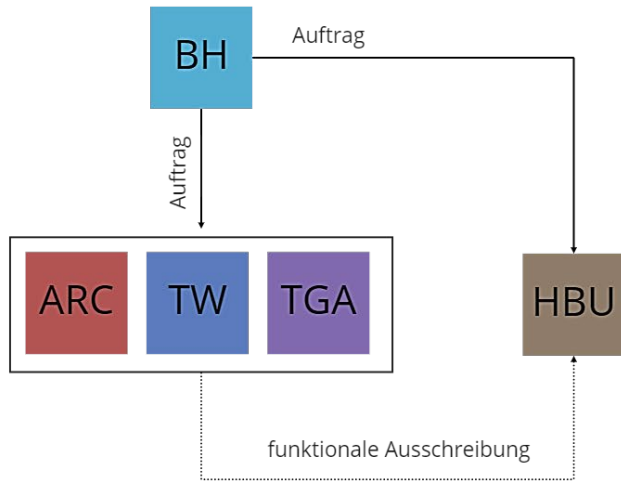 BH
Auftrag
Auftrag
ARC
TW
TGA
HBU
funktionale Ausschreibung